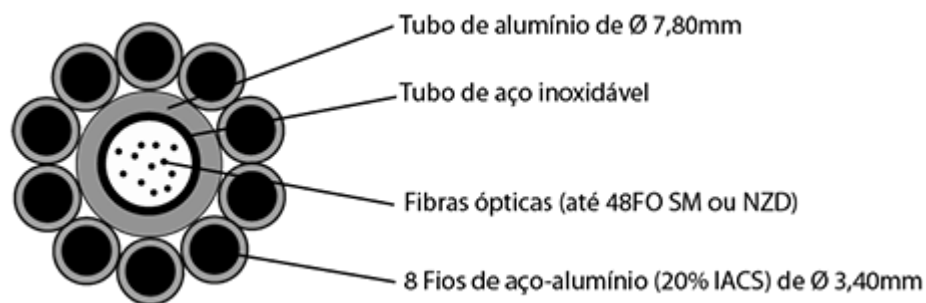 Tubo de alumínio de Ø 7,80mm
Tubo de aço inoxidável
Fibras ópticas (até 48FO SM ou NZD)
8 Fios de aço-alumínio (20% IACS) de Ø 3,40mm